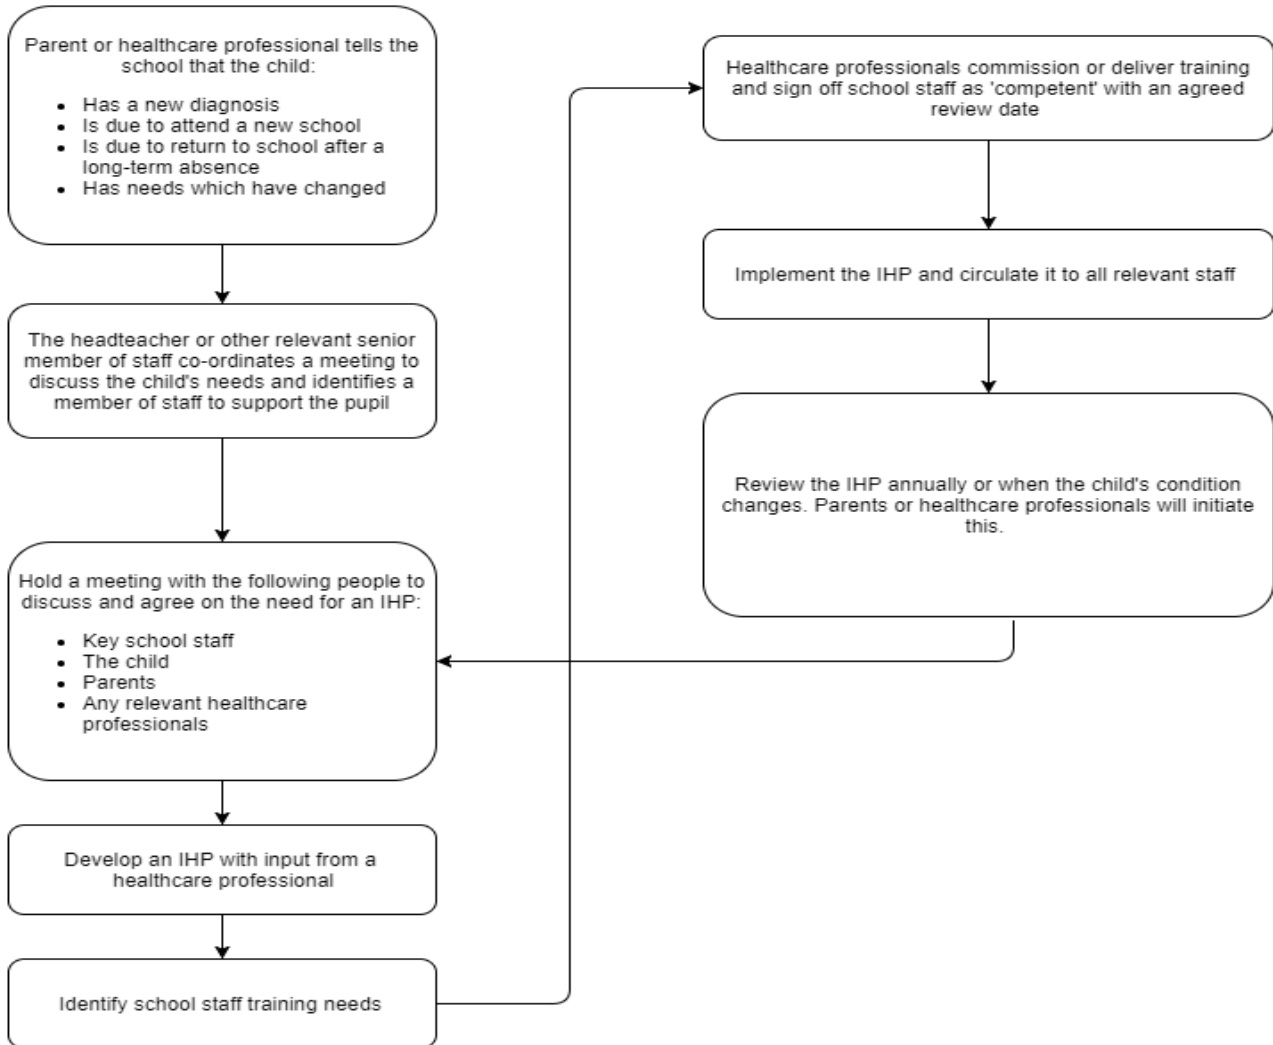 Parent or healthcare professional tells the
school that the child:
• Has a new diagnosis
• Is due to attend a new school
• Is due to return to school after a
long-term absence
• Has needs which have changed
The headteacher or other relevant senior
member of staff co-ordinates a meeting to
discuss the child's needs and identifies a
member of staff to support the pupil
Hold a meeting with the following people to
discuss and agree on the need for an IHP:
• Key school staff
• The child
• Parents
• Any relevant healthcare
professionals
Develop an IHP with input from a
healthcare professional
Identify school staff training needs
Healthcare professionals commission or deliver training
and sign off school staff as 'competent' with an agreed
review date
Implement the IHP and circulate it to all relevant staff
Review the IHP annually or when the child's condition
changes. Parents or healthcare professionals will initiate
this.